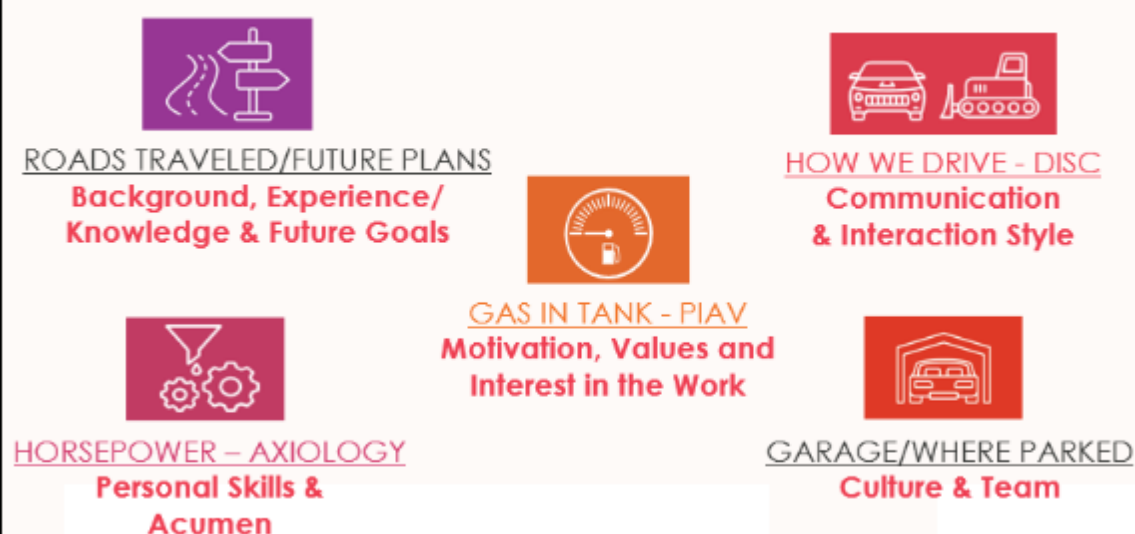 ROADS TRAVELED/FUTURE PLANS
Background, Experience/
Knowledge & Future Goals
HOW WE DRIVE - DISC
Communication
& Interaction Style
GAS IN TANK - PIAV
Motivation, Values and
Interest in the Work
HORSEPOWER – AXIOLOGY
Personal Skills &
Acumen
GARAGE/WHERE PARKED
Culture & Team